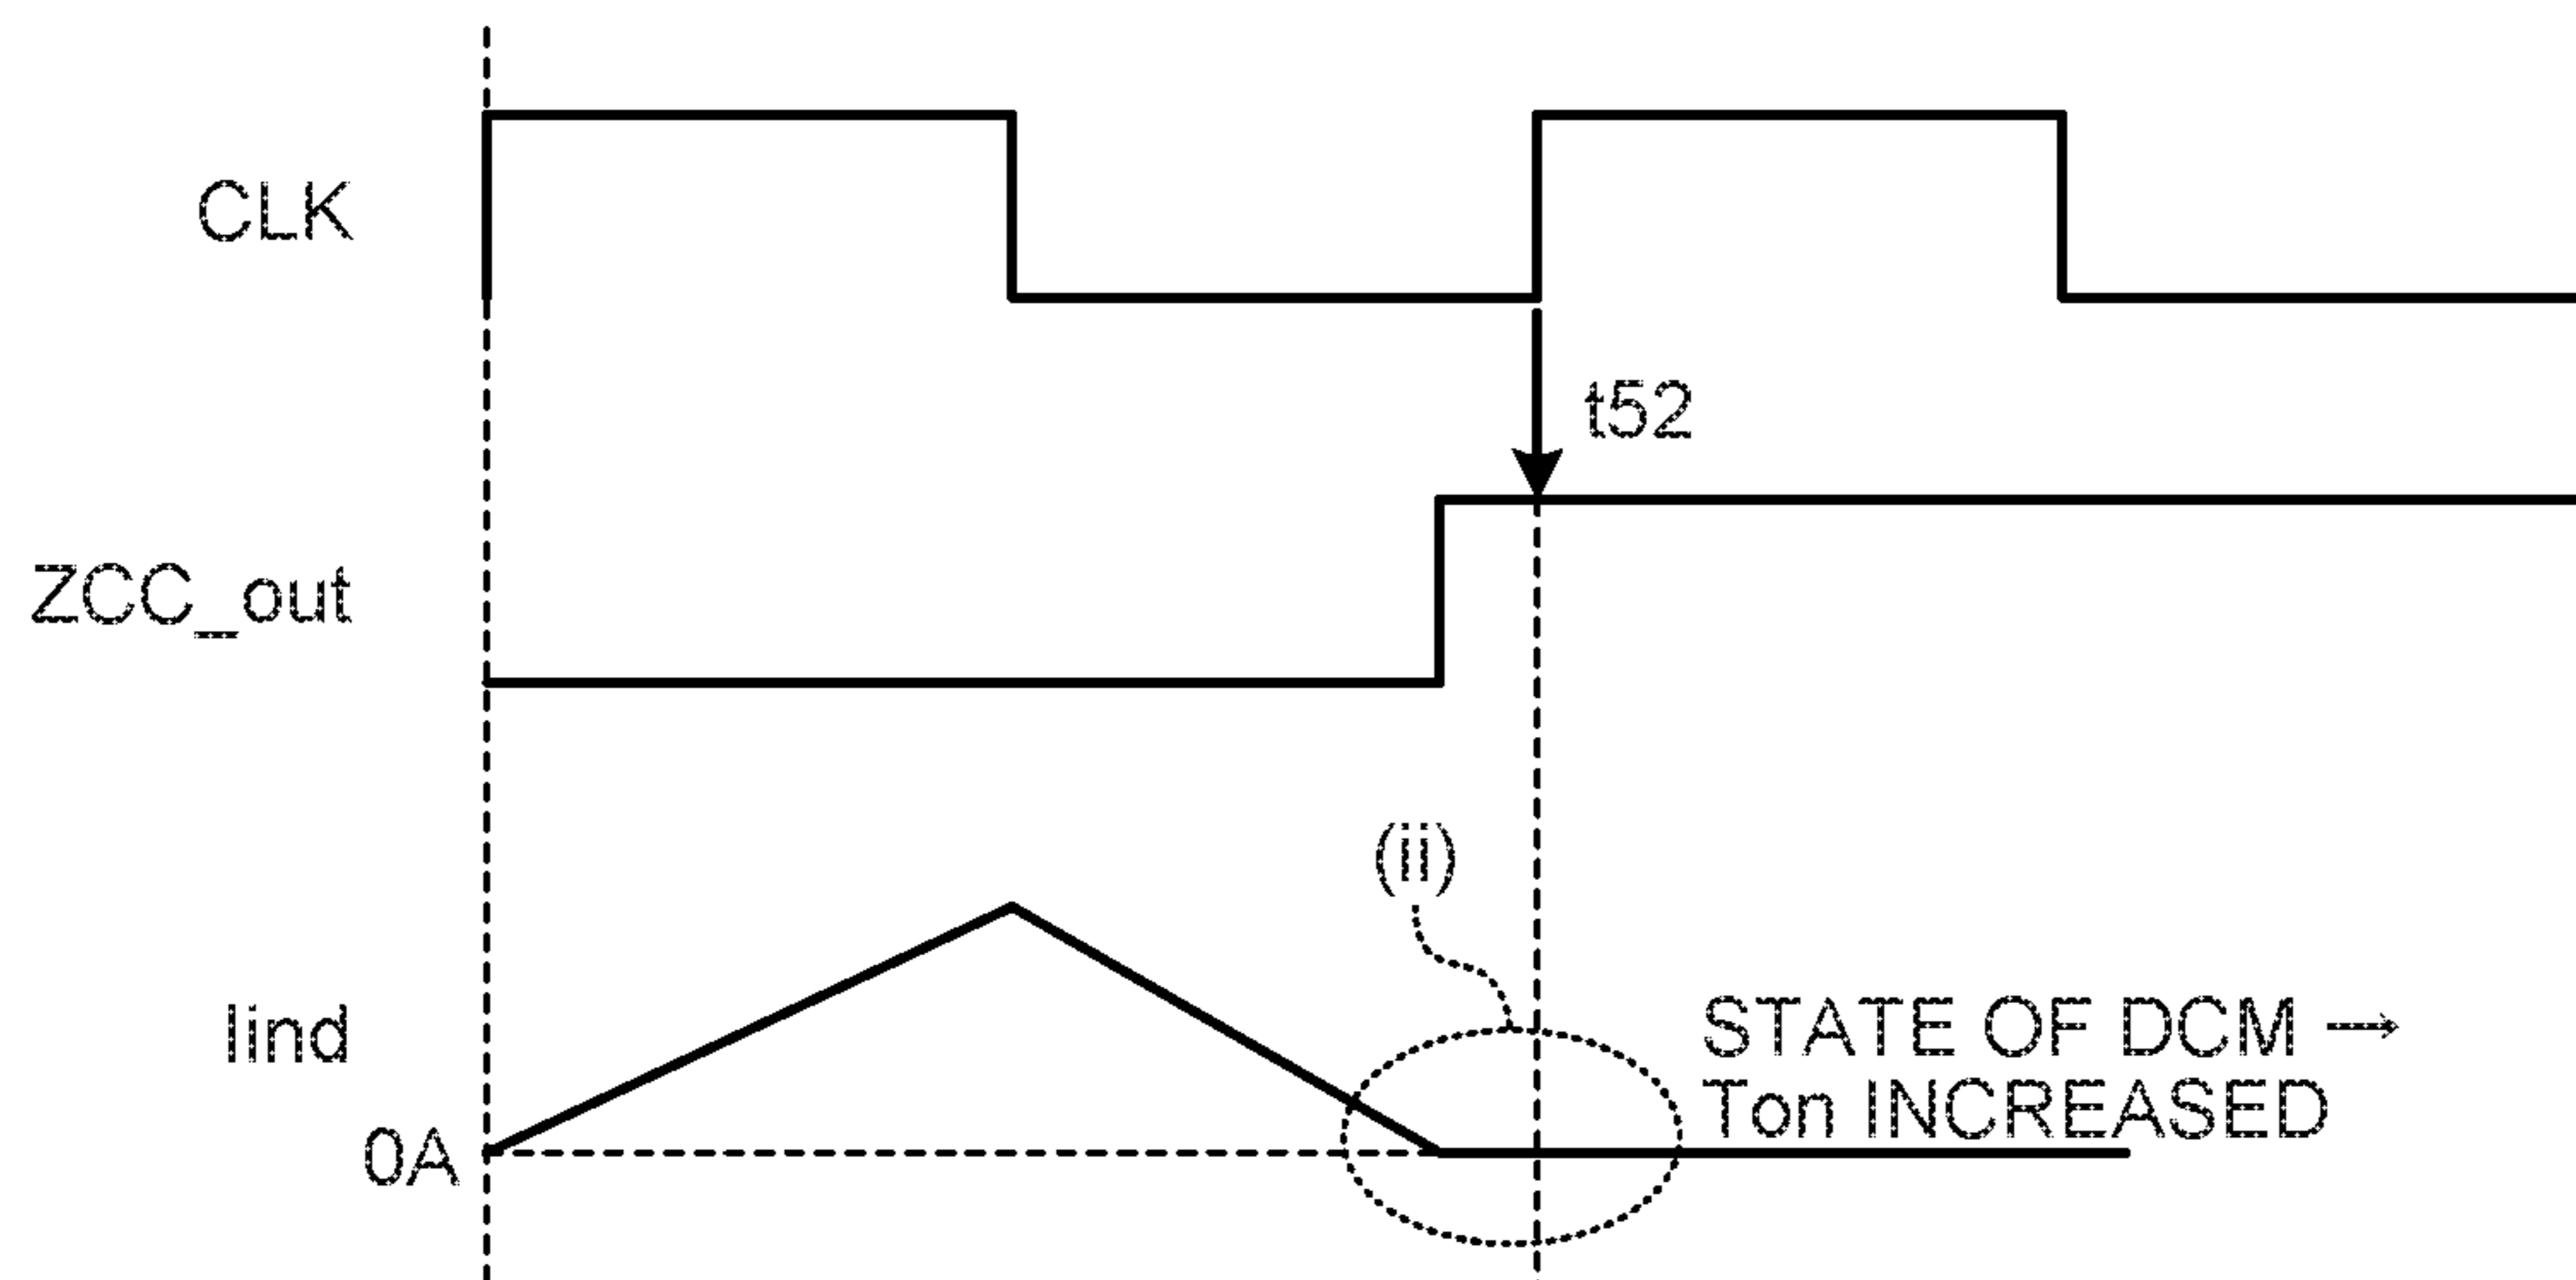 CLK
t52
ZCC_out
(ii)
Iind
STATE OF DCM →
Ton INCREASED
0A